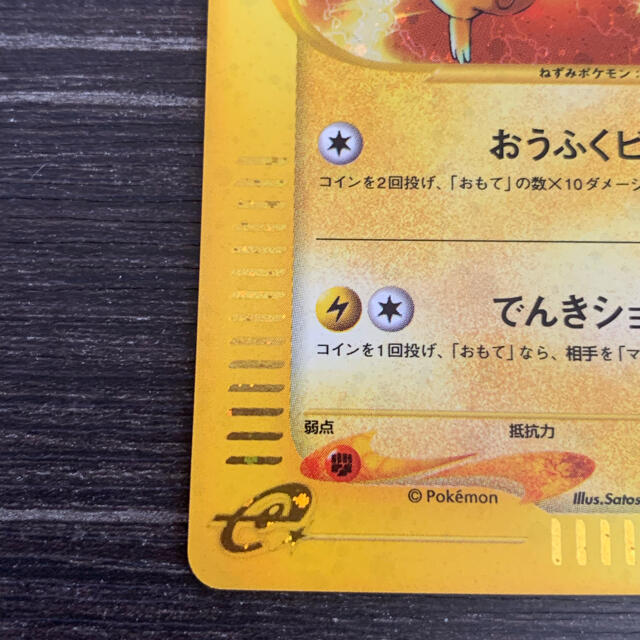 ねずみポケモン
おうふくビ
コインを2回投げ、「おもて」の数×10ダメージ
でんきショ
コインを1回投げ、「おもて」なら、相手を「マ
弱点 抵抗力
© Pokémon Illus.Satos